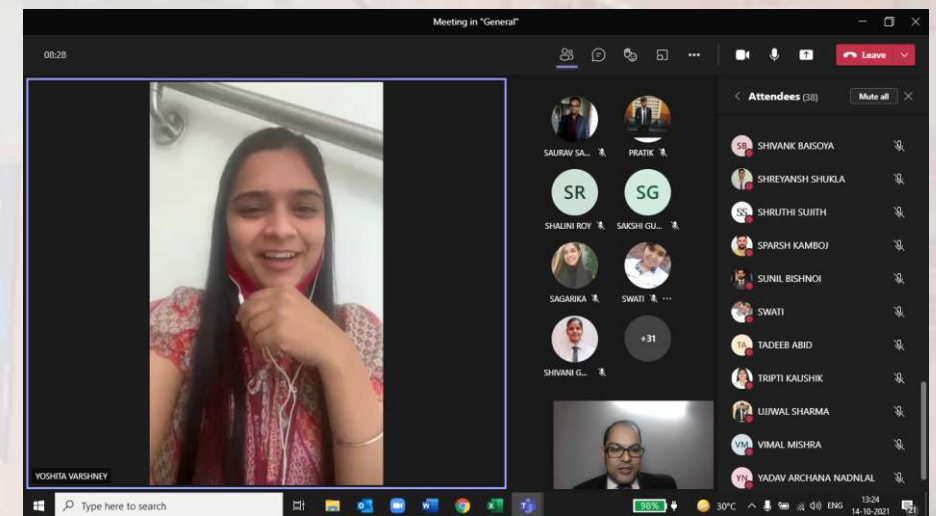 Meeting in "General"
08:28
Leave
Attendees (38)
Mute all
SAURAV SA...
PRATIK
SR
SG
SHALINI ROY
SAKSHI GU...
SAGARIKA
SWATI ...
SHIVANI G...
+31
SB
SHIVANK BAISOYA
SHREYANSH SHUKLA
SS
SHRUTHI SUJITH
SPARSH KAMBOJ
SUNIL BISHNOI
SWATI
TA
TADEEB ABID
TRIPTI KAUSHIK
UJJWAL SHARMA
VM
VIMAL MISHRA
YN
YADAV ARCHANA NADNLAL
YOSHITA VARSHNEY
Type here to search
98%
30°C
ENG
13:24
14-10-2021
21